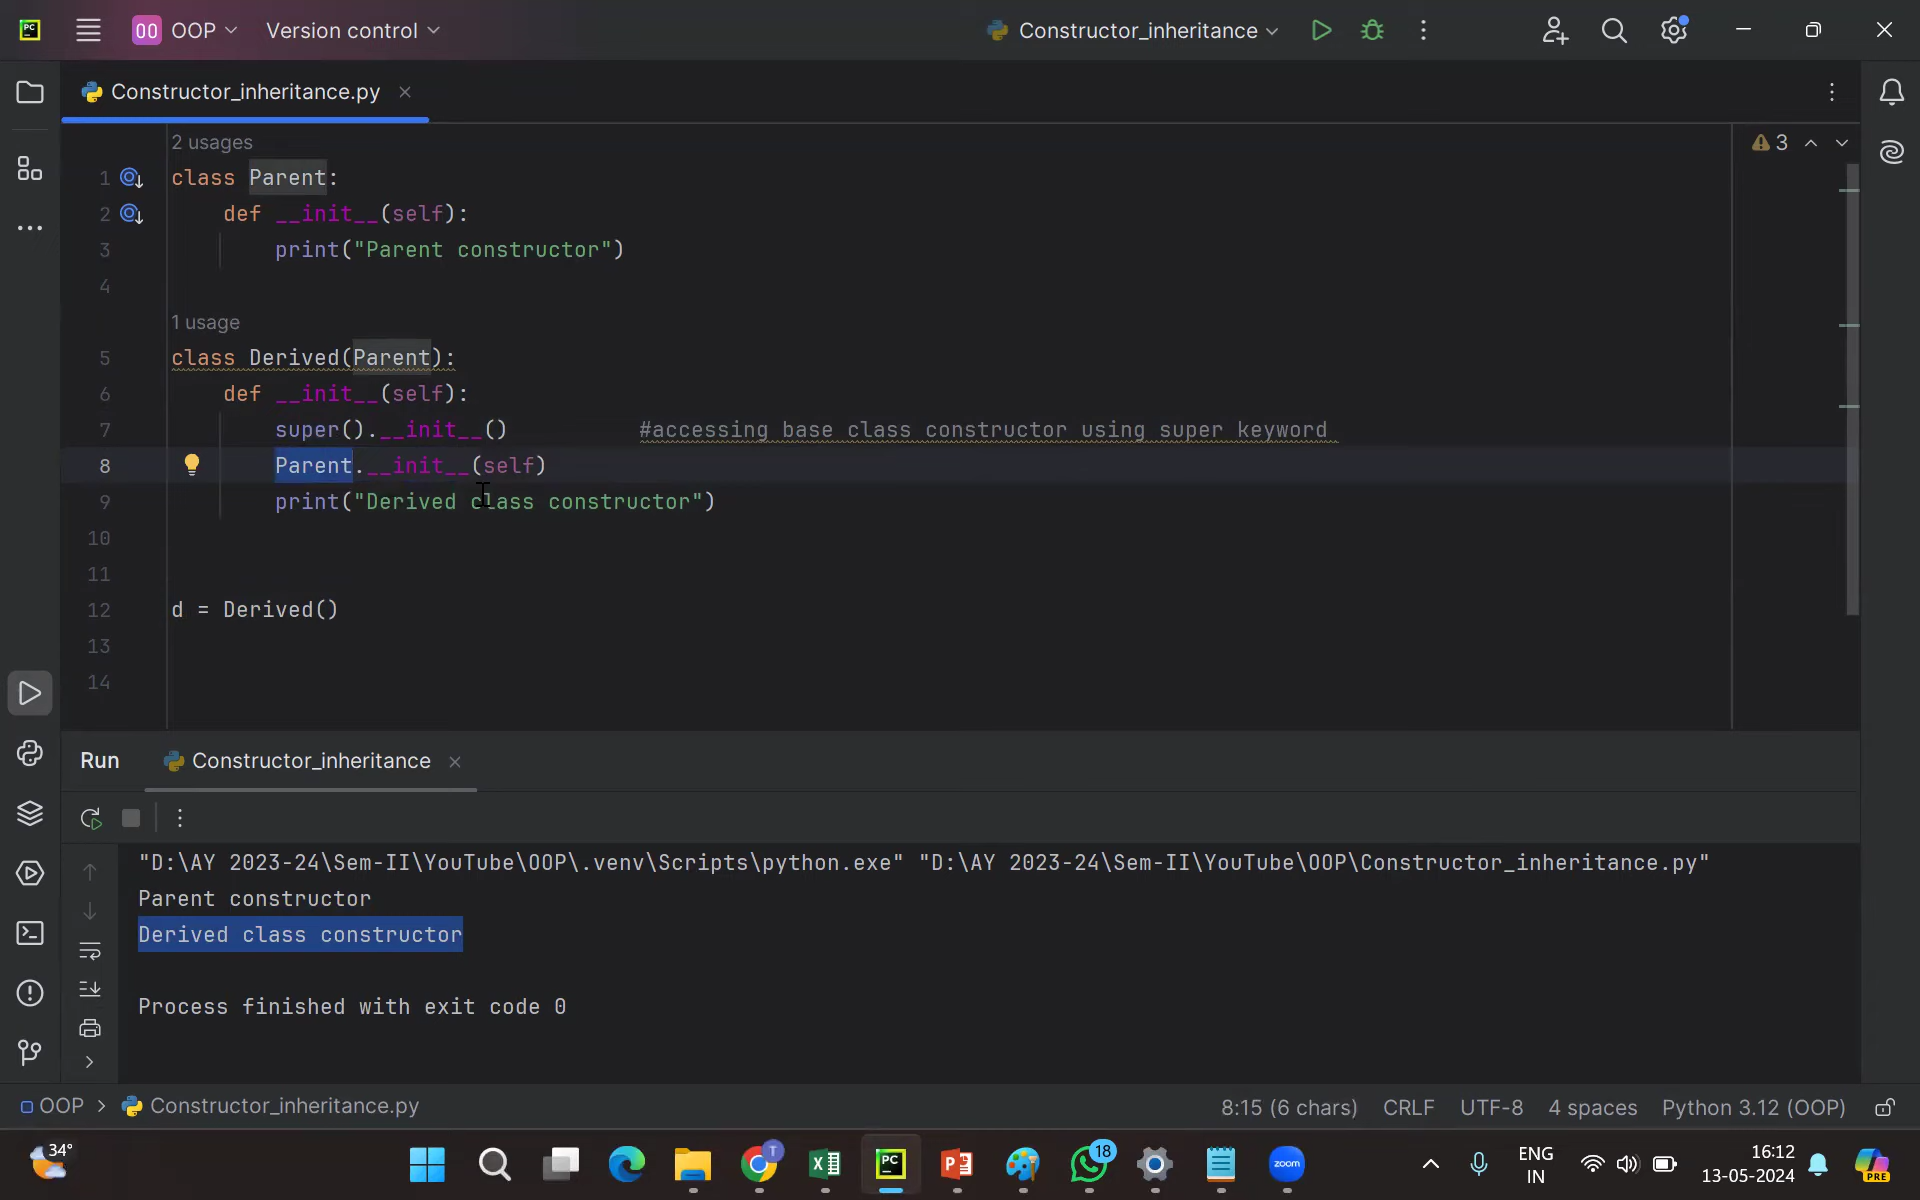 PC OO OOP Version control Constructor_inheritance
Constructor_inheritance.py
2 usages 3
1 class Parent:
2 def __init__(self):
3 print("Parent constructor")
4
1 usage
5 class Derived(Parent):
6 def __init__(self):
7 super().__init__() #accessing base class constructor using super keyword
8 Parent.__init__(self)
9 print("Derived class constructor")
10
11
12 d = Derived()
13
14
Run Constructor_inheritance
"D:\AY 2023-24\Sem-II\YouTube\OOP\.venv\Scripts\python.exe" "D:\AY 2023-24\Sem-II\YouTube\OOP\Constructor_inheritance.py"
Parent constructor
Derived class constructor
Process finished with exit code 0
OOP > Constructor_inheritance.py 8:15 (6 chars) CRLF UTF-8 4 spaces Python 3.12 (OOP)
34° T PC 18 zoom ENG 16:12
IN 13-05-2024 PRE